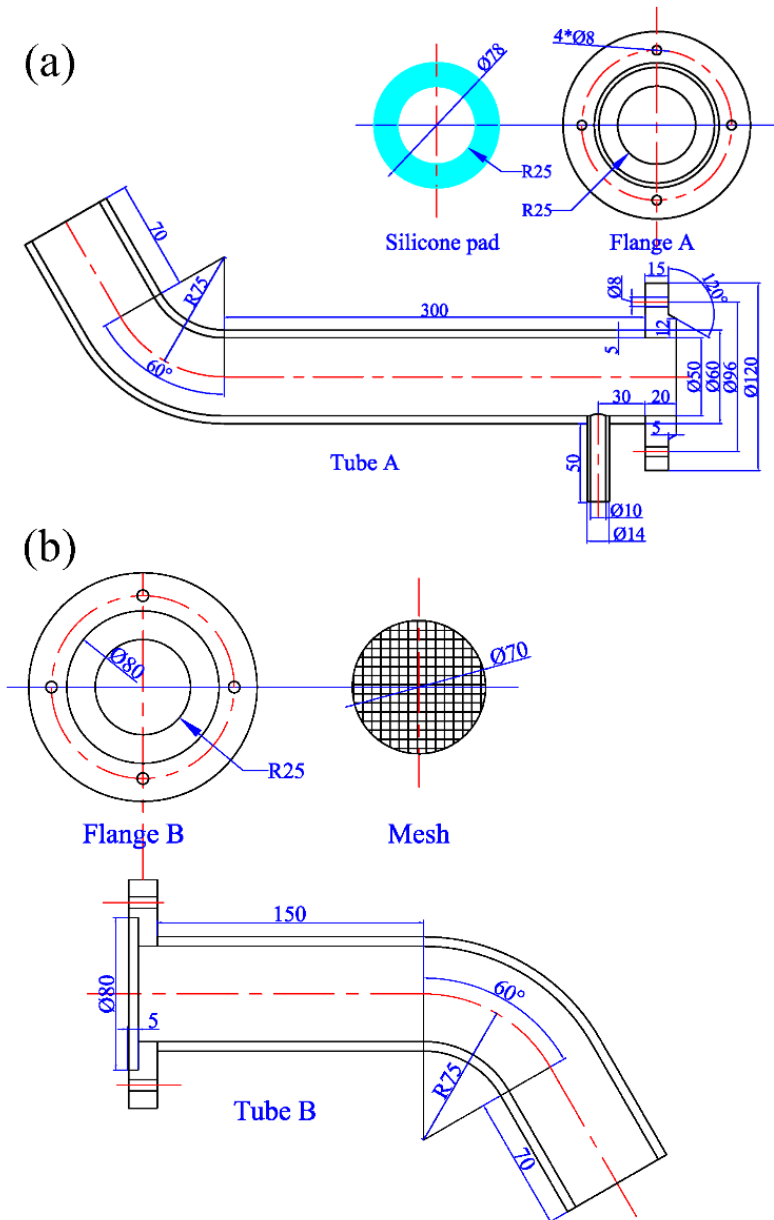 (a)
Ø78
4*Ø8
R25
R25
Silicone pad
Flange A
70
R75
60°
300
15
Ø8
120°
12
5
Ø50
Ø60
Ø96
Ø120
30
20
5
50
Ø10
Ø14
Tube A
(b)
Ø80
R25
Ø70
Flange B
Mesh
150
Ø80
5
60°
R75
70
Tube B